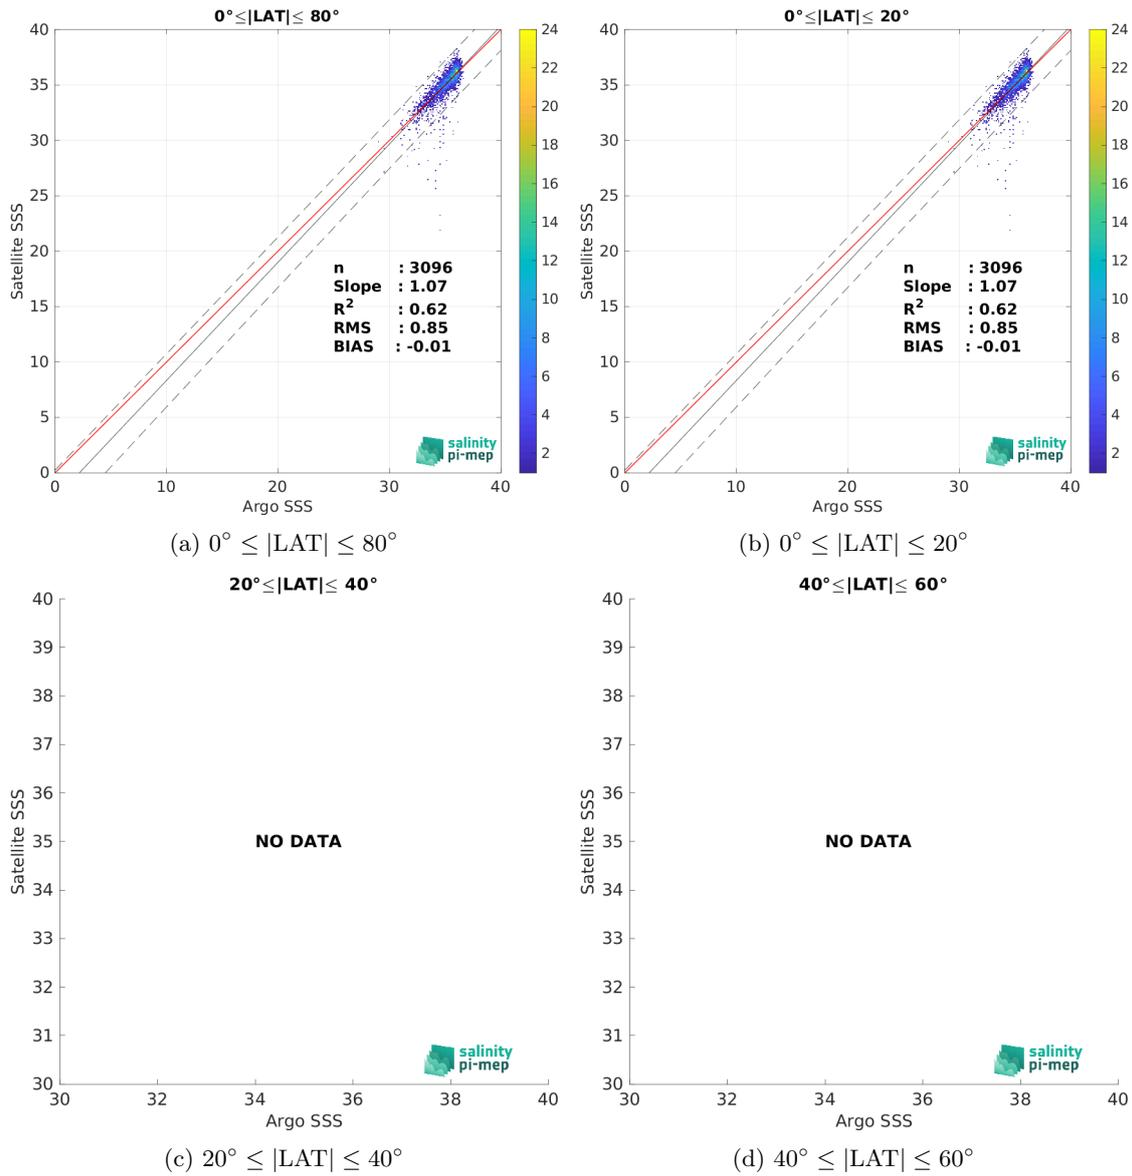 0°≤|LAT|≤ 80°
40
35
30
25
20
15
10
5
0
Satellite SSS
0 10 20 30 40
Argo SSS
n : 3096
Slope : 1.07
R² : 0.62
RMS : 0.85
BIAS : -0.01
salinity
pi-mep
24
22
20
18
16
14
12
10
8
6
4
2
(a) 0° ≤ |LAT| ≤ 80°
0°≤|LAT|≤ 20°
40
35
30
25
20
15
10
5
0
Satellite SSS
0 10 20 30 40
Argo SSS
n : 3096
Slope : 1.07
R² : 0.62
RMS : 0.85
BIAS : -0.01
salinity
pi-mep
24
22
20
18
16
14
12
10
8
6
4
2
(b) 0° ≤ |LAT| ≤ 20°
20°≤|LAT|≤ 40°
40
39
38
37
36
35
34
33
32
31
30
Satellite SSS
NO DATA
salinity
pi-mep
30 32 34 36 38 40
Argo SSS
(c) 20° ≤ |LAT| ≤ 40°
40°≤|LAT|≤ 60°
40
39
38
37
36
35
34
33
32
31
30
Satellite SSS
NO DATA
salinity
pi-mep
30 32 34 36 38 40
Argo SSS
(d) 40° ≤ |LAT| ≤ 60°